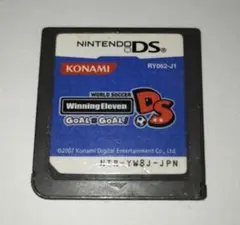 NINTENDO DS
KONAMI
RY062-J1
WORLD SOCCER
Winning Eleven
DS
GOAL × GOAL!
©2007 Konami Digital Entertainment Co., Ltd.
NTR-YW8J-JPN